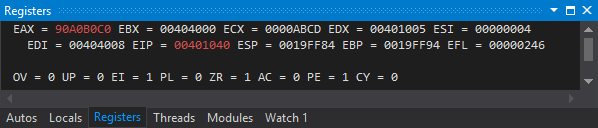 Registers
EAX = 90A0B0C0 EBX = 00404000 ECX = 0000ABCD EDX = 00401005 ESI = 00000004
EDI = 00404008 EIP = 00401040 ESP = 0019FF84 EBP = 0019FF94 EFL = 00000246
OV = 0 UP = 0 EI = 1 PL = 0 ZR = 1 AC = 0 PE = 1 CY = 0
Autos Locals Registers Threads Modules Watch 1